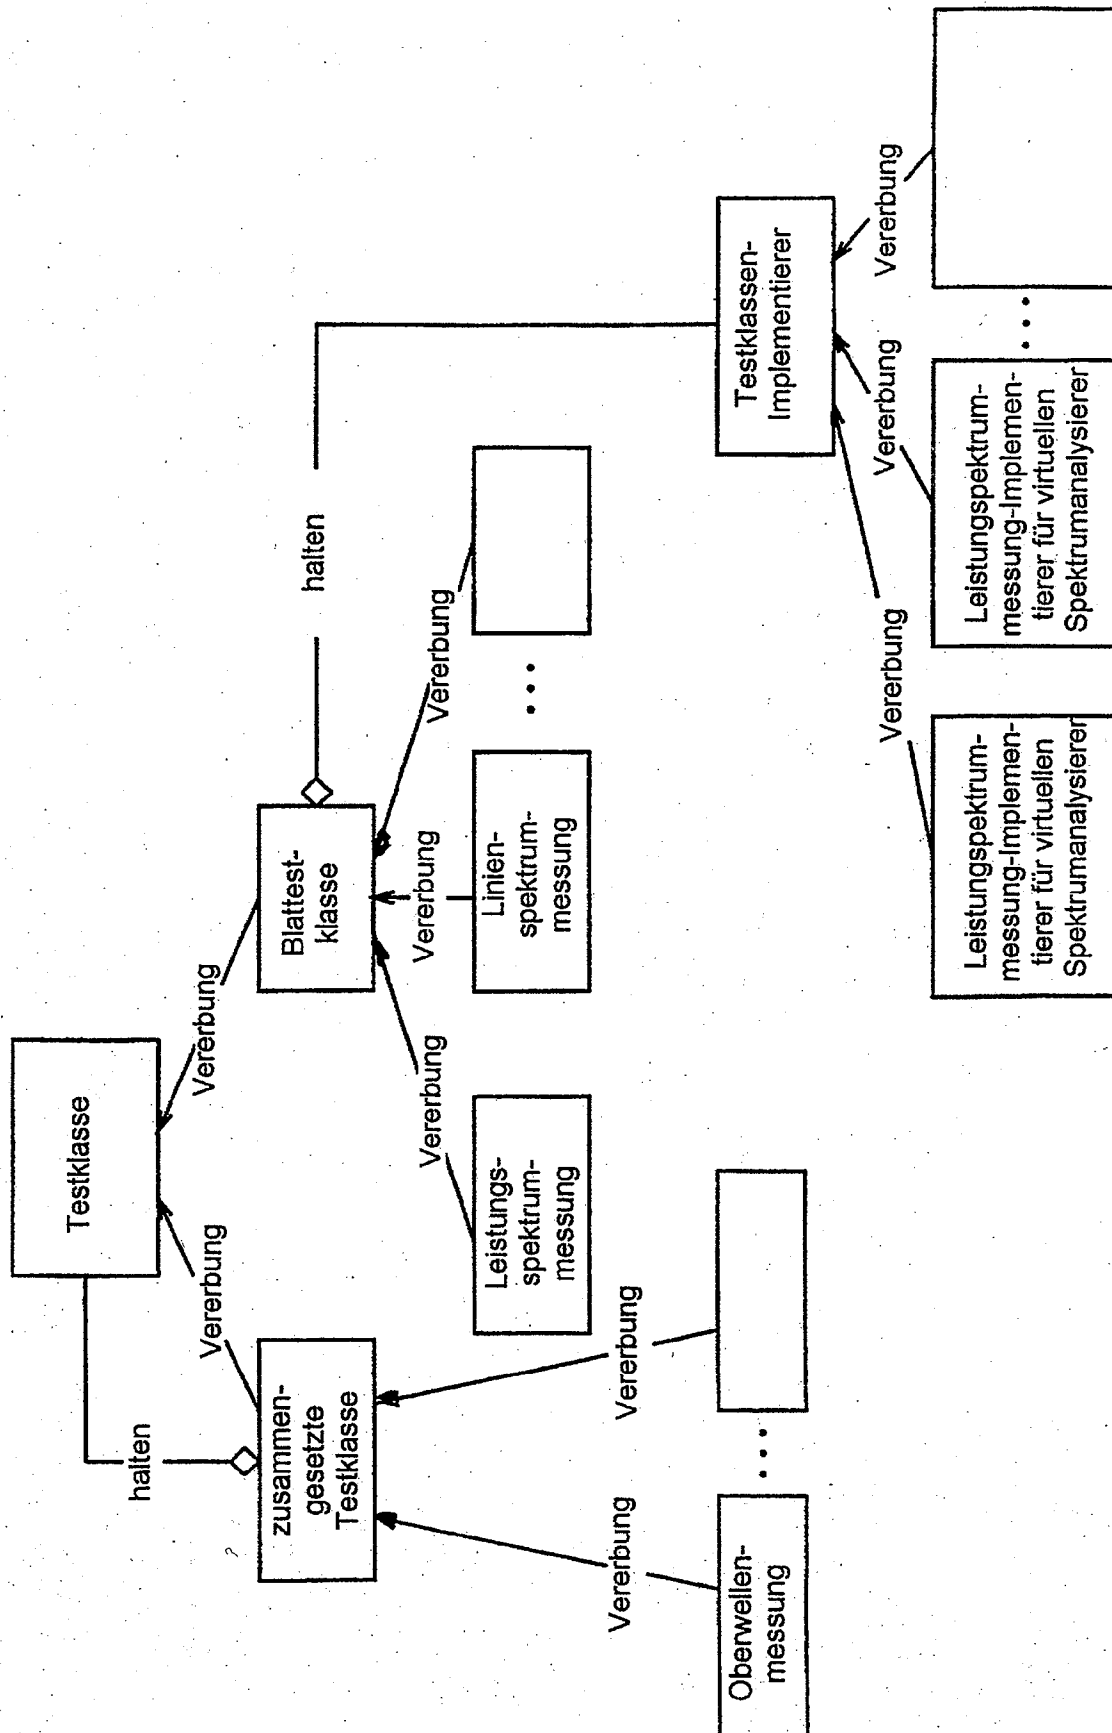 Testklasse
halten
Vererbung
Vererbung
zusammen-
gesetzte
Testklasse
Blattest-
klasse
halten
Vererbung
Vererbung
Vererbung
Leistungs-
spektrum-
messung
Linien-
spektrum-
messung
. . .
Vererbung
Vererbung
Oberwellen-
messung
. . . .
Testklassen-
Implementierer
Vererbung
Vererbung
Vererbung
Leistungspektrum-
messung-Implemen-
tierer für virtuellen
Spektrumanalysierer
Leistungspektrum-
messung-Implemen-
tierer für virtuellen
Spektrumanalysierer
. . .